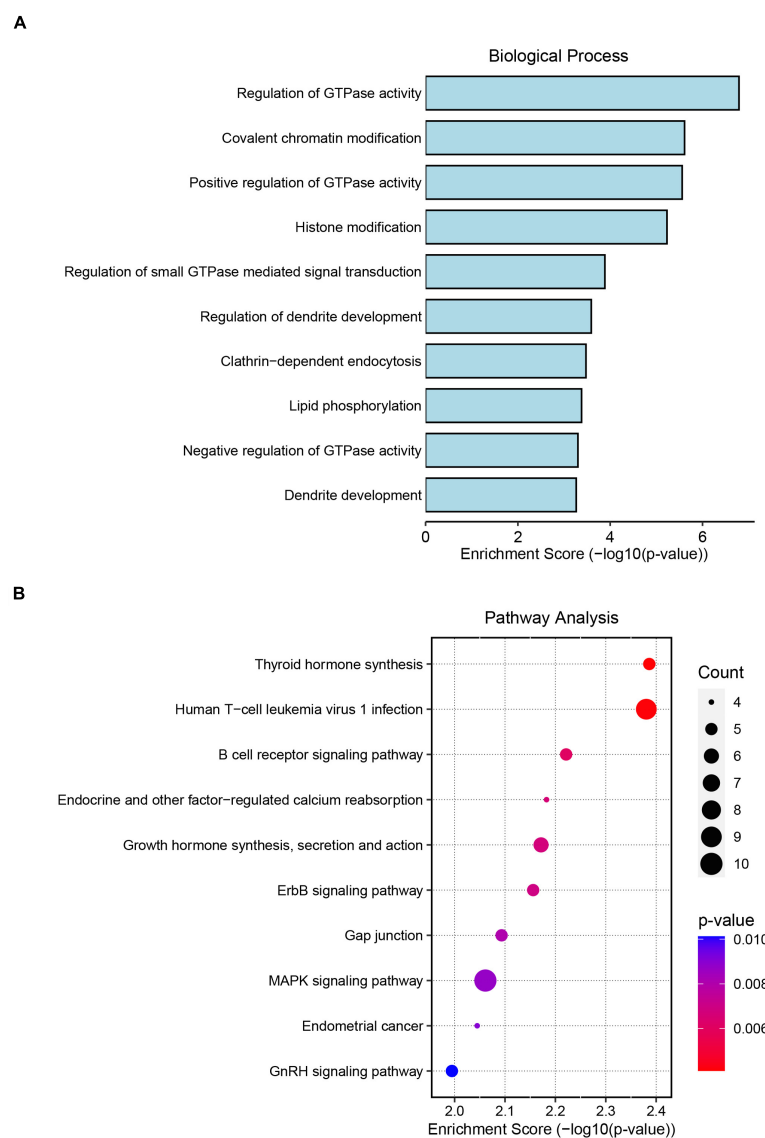 A
Biological Process
Regulation of GTPase activity
Covalent chromatin modification
Positive regulation of GTPase activity
Histone modification
Regulation of small GTPase mediated signal transduction
Regulation of dendrite development
Clathrin−dependent endocytosis
Lipid phosphorylation
Negative regulation of GTPase activity
Dendrite development
0 2 4 6
Enrichment Score (−log10(p−value))
B
Pathway Analysis
Thyroid hormone synthesis
Human T−cell leukemia virus 1 infection
B cell receptor signaling pathway
Endocrine and other factor−regulated calcium reabsorption
Growth hormone synthesis, secretion and action
ErbB signaling pathway
Gap junction
MAPK signaling pathway
Endometrial cancer
GnRH signaling pathway
2.0 2.1 2.2 2.3 2.4
Enrichment Score (−log10(p−value))
Count
4
5
6
7
8
9
10
p−value
0.010
0.008
0.006